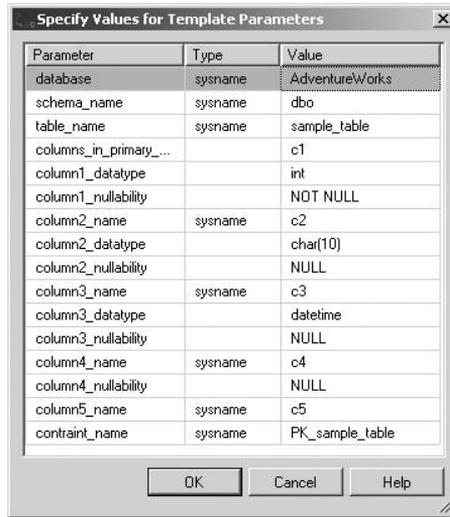 Specify Values for Template Parameters
Parameter Type Value
database sysname AdventureWorks
schema_name sysname dbo
table_name sysname sample_table
columns_in_primary_... c1
column1_datatype int
column1_nullability NOT NULL
column2_name sysname c2
column2_datatype char(10)
column2_nullability NULL
column3_name sysname c3
column3_datatype datetime
column3_nullability NULL
column4_name sysname c4
column4_nullability NULL
column5_name sysname c5
contraint_name sysname PK_sample_table
OK Cancel Help